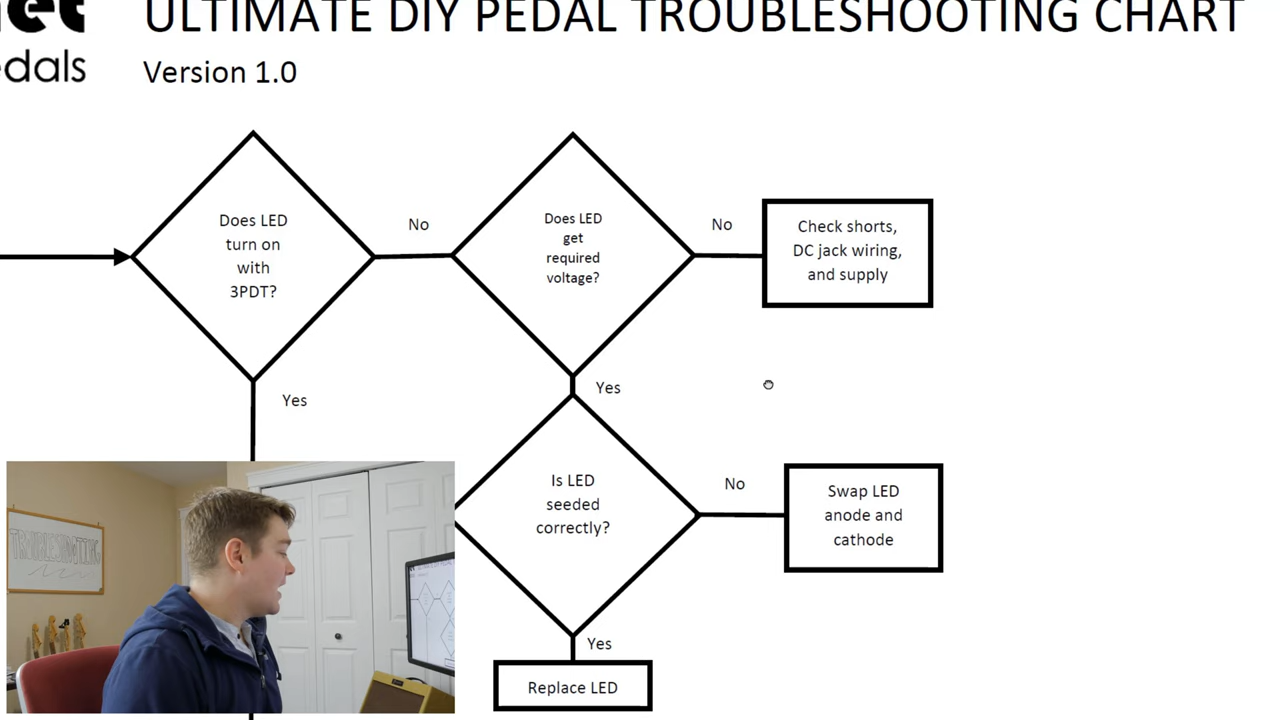 ULTIMATE DIY PEDAL TROUBLESHOOTING CHART
edals
Version 1.0
Does LED
turn on
with
3PDT?
No
Does LED
get
required
voltage?
No
Check shorts,
DC jack wiring,
and supply
Yes
Yes
Is LED
seeded
correctly?
No
Swap LED
anode and
cathode
Yes
Replace LED
TROUBLESHOOTING